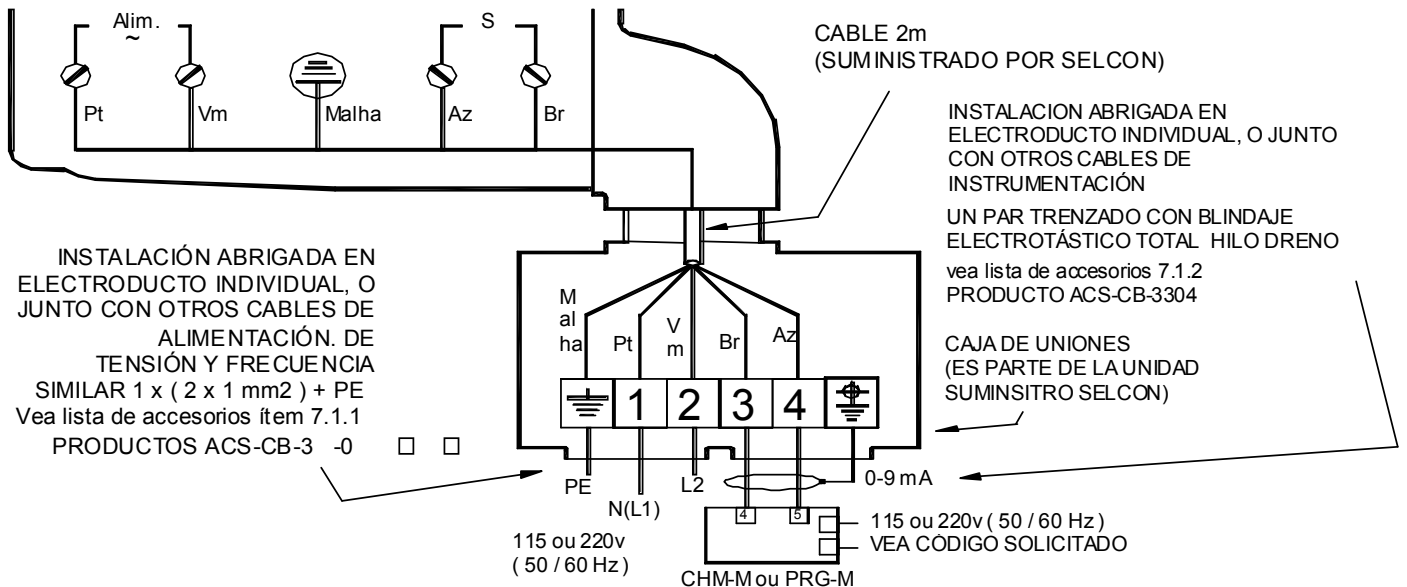 Alim.
~
S
Pt
Vm
Malha
Az
Br
CABLE 2m
(SUMINISTRADO POR SELCON)
INSTALACION ABRIGADA EN
ELECTRODUCTO INDIVIDUAL, O JUNTO
CON OTROS CABLES DE
INSTRUMENTACIÓN
UN PAR TRENZADO CON BLINDAJE
ELECTROTÁSTICO TOTAL HILO DRENO
vea lista de accesorios 7.1.2
PRODUCTO ACS-CB-3304
INSTALACIÓN ABRIGADA EN
ELECTRODUCTO INDIVIDUAL, O
JUNTO CON OTROS CABLES DE
ALIMENTACIÓN. DE
TENSIÓN Y FRECUENCIA
SIMILAR 1 x ( 2 x 1 mm2 ) + PE
Vea lista de accesorios ítem 7.1.1
PRODUCTOS ACS-CB-3 -0 □ □
M
al
ha
Pt
V
m
Br
Az
CAJA DE UNIONES
(ES PARTE DE LA UNIDAD
SUMINSITRO SELCON)
1 2 3 4
PE
N(L1)
L2
0-9 mA
115 ou 220v
( 50 / 60 Hz )
4 5
115 ou 220v ( 50 / 60 Hz )
VEA CÓDIGO SOLICITADO
CHM-M ou PRG-M